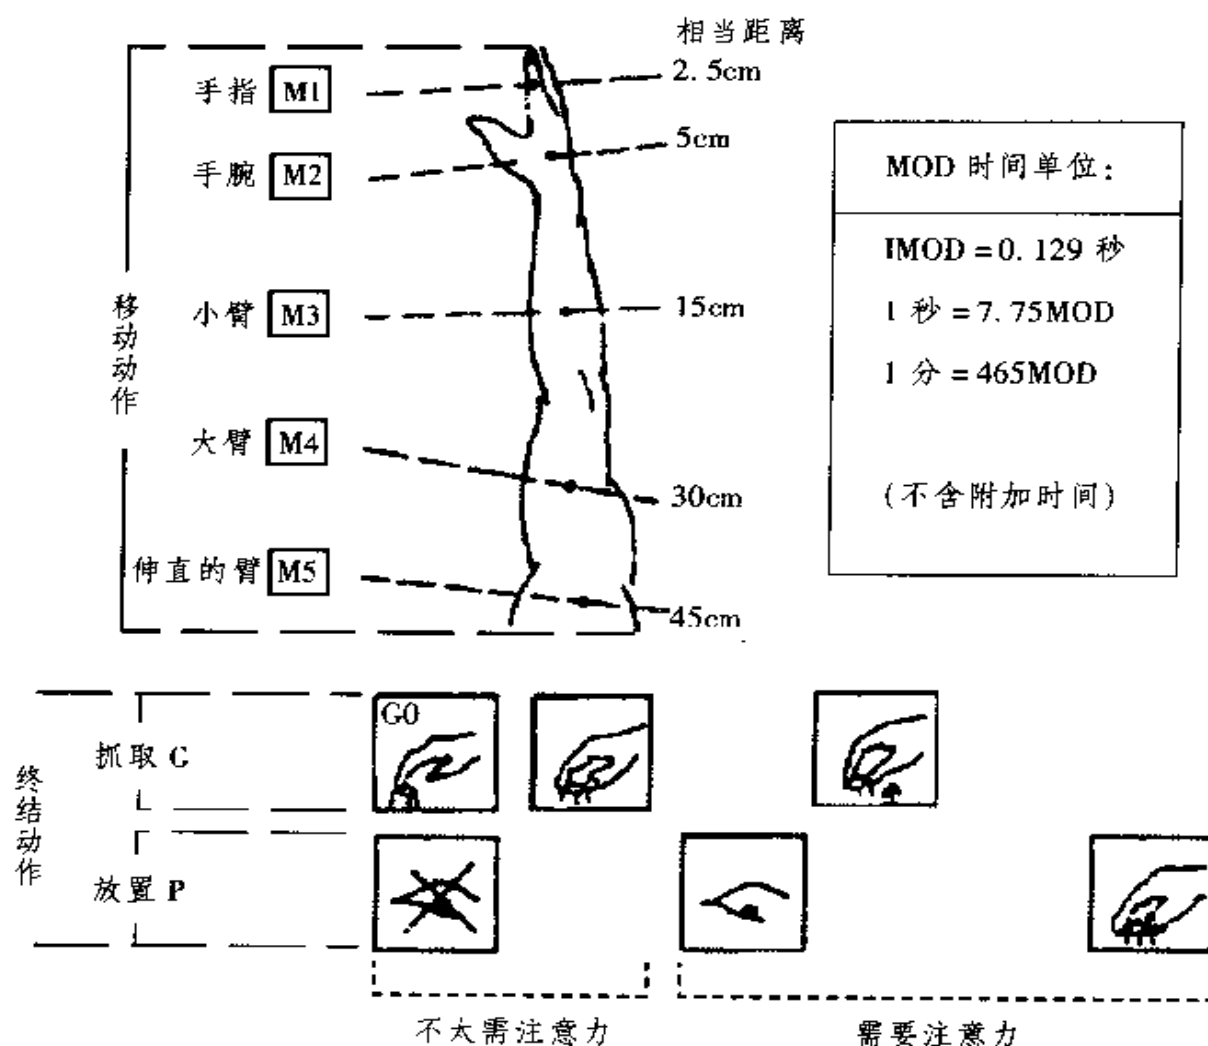 相当距离
手指 M1 2.5cm
手腕 M2 5cm
小臂 M3 15cm
大臂 M4 30cm
伸直的臂 M5 45cm
移动动作
MOD 时间单位：
1MOD = 0.129 秒
1 秒 = 7.75MOD
1 分 = 465MOD
(不含附加时间)
终结动作
抓取 G
G0
放置 P
不太需注意力
需要注意力